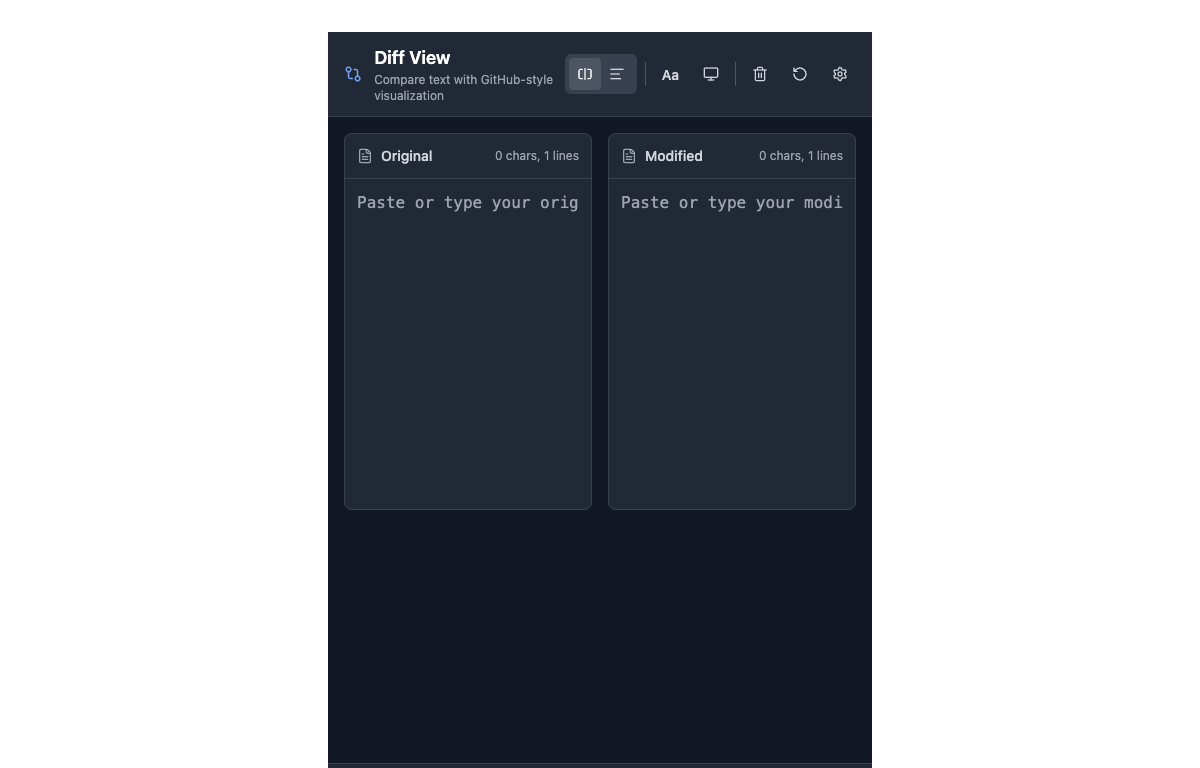 Diff View
Compare text with GitHub-style
visualization
Aa
Original
0 chars, 1 lines
Paste or type your orig
Modified
0 chars, 1 lines
Paste or type your modi